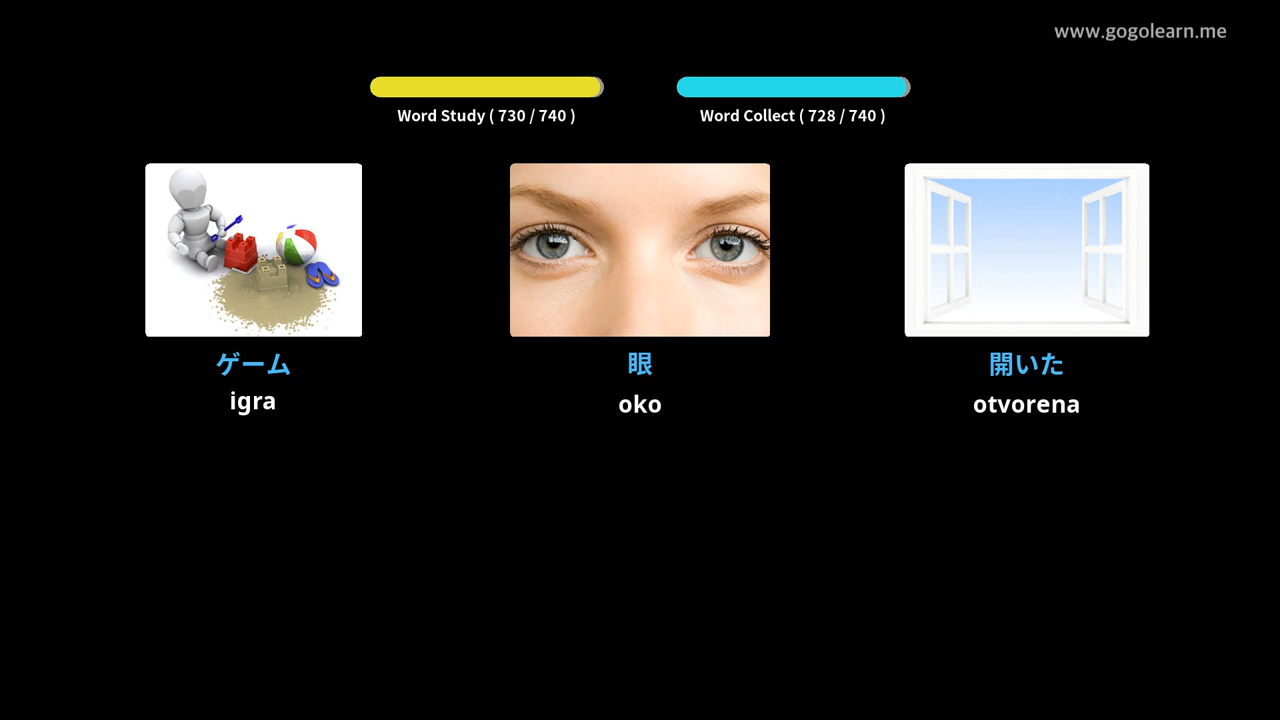 www.gogolearn.me
Word Study ( 730 / 740 )
Word Collect ( 728 / 740 )
ゲーム
igra
眼
oko
開いた
otvorena